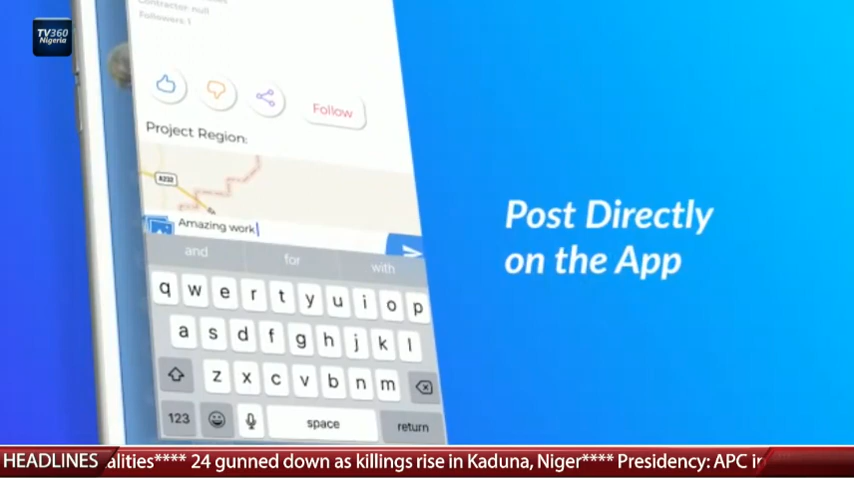 TV360
Nigeria
Contractor: null
Followers: 1
Follow
Project Region:
A232
Amazing work
and for with
q w e r t y u i o p
a s d f g h j k l
z x c v b n m
123 space return
Post Directly
on the App
HEADLINES alities**** 24 gunned down as killings rise in Kaduna, Niger**** Presidency: APC